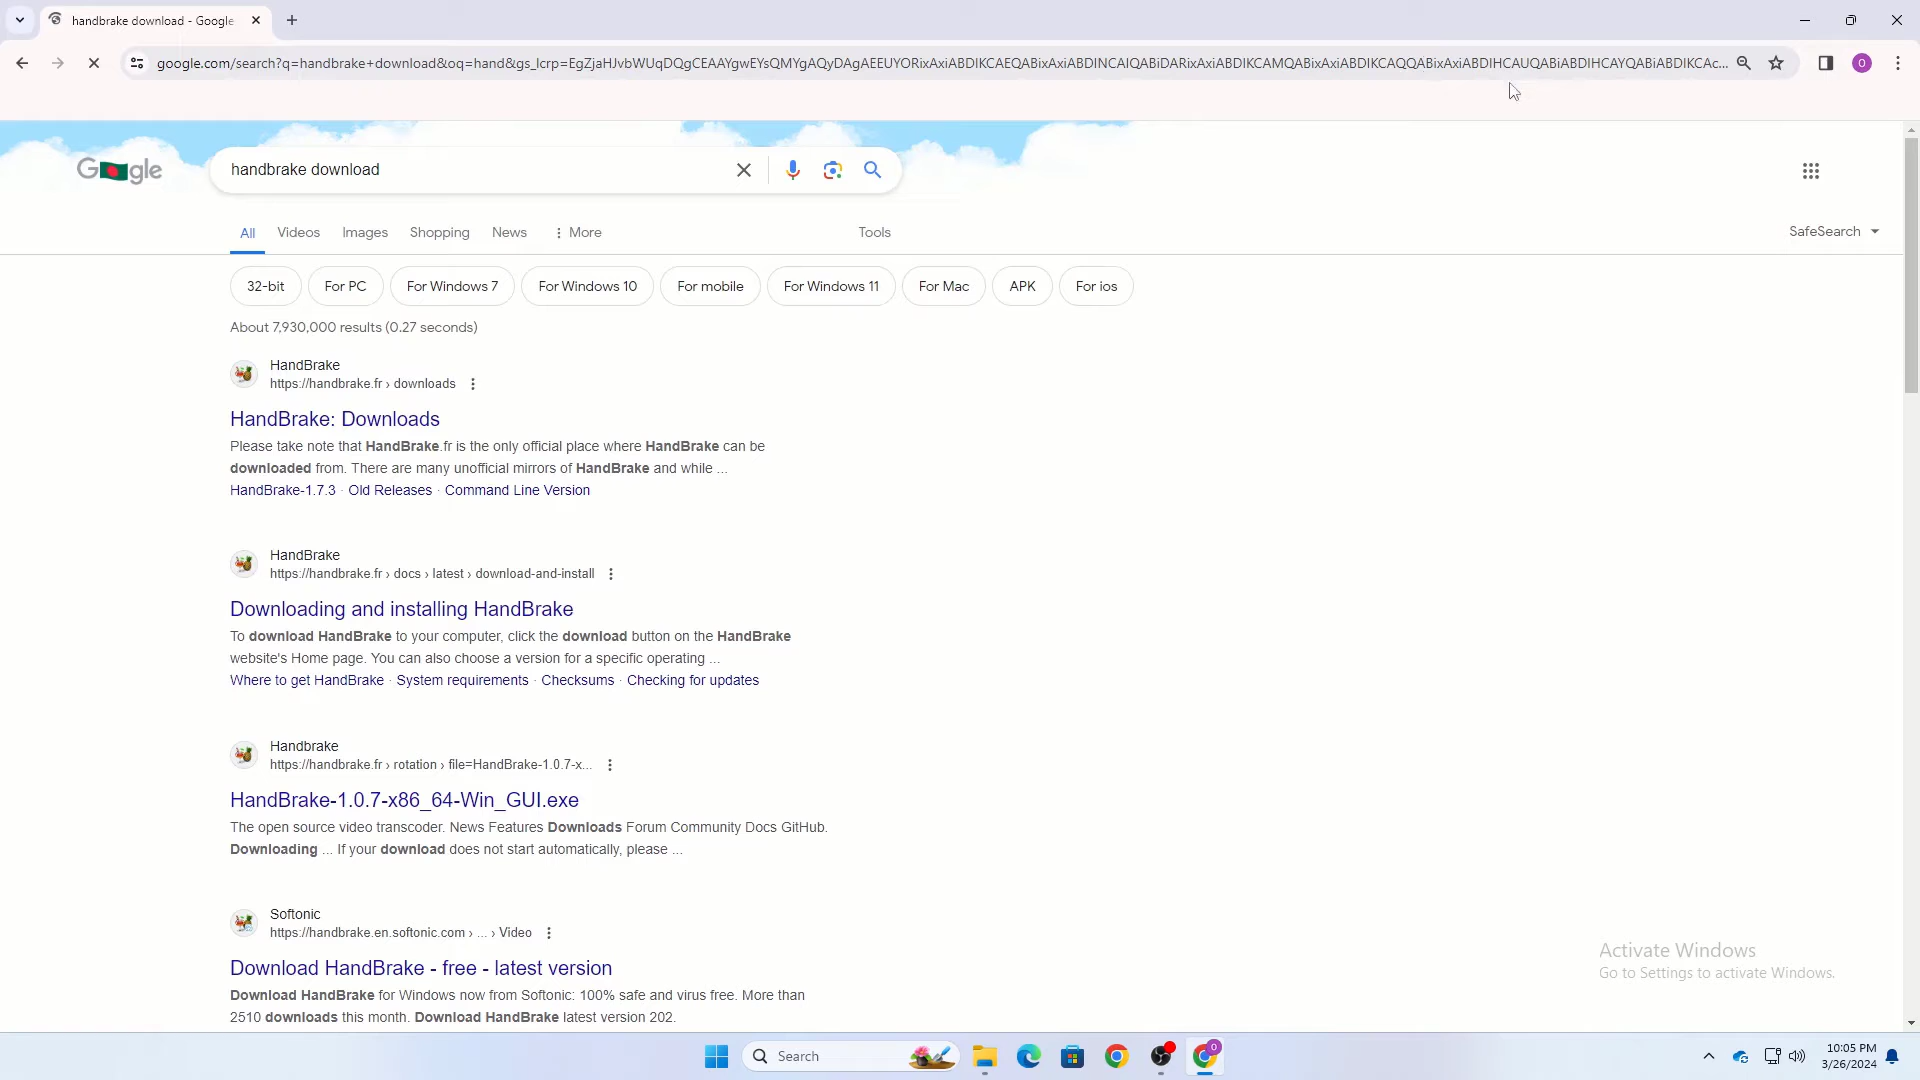 handbrake download - Google
google.com/search?q=handbrake+download&oq=hand&gs_lcrp=EgZjaHJvbWUqDQgCEAAYgwEYsQMYgAQyDAgAEEUYORixAxiABDIKCAEQABixAxiABDINCAIQABiDARixAxiABDIKCAMQABixAxiABDIKCAQQABixAxiABDIHCAUQABiABDIHCAYQABiABDIKCAc...
O
Google
handbrake download
All Videos Images Shopping News More Tools SafeSearch
32-bit For PC For Windows 7 For Windows 10 For mobile For Windows 11 For Mac APK For ios
About 7,930,000 results (0.27 seconds)
HandBrake
https://handbrake.fr › downloads
HandBrake: Downloads
Please take note that HandBrake.fr is the only official place where HandBrake can be
downloaded from. There are many unofficial mirrors of HandBrake and while ...
HandBrake-1.7.3 · Old Releases · Command Line Version
HandBrake
https://handbrake.fr › docs › latest › download-and-install
Downloading and installing HandBrake
To download HandBrake to your computer, click the download button on the HandBrake
website's Home page. You can also choose a version for a specific operating ...
Where to get HandBrake · System requirements · Checksums · Checking for updates
Handbrake
https://handbrake.fr › rotation › file=HandBrake-1.0.7-x...
HandBrake-1.0.7-x86_64-Win_GUI.exe
The open source video transcoder. News Features Downloads Forum Community Docs GitHub.
Downloading ... If your download does not start automatically, please ...
Softonic
https://handbrake.en.softonic.com › ... › Video
Download HandBrake - free - latest version
Download HandBrake for Windows now from Softonic: 100% safe and virus free. More than
2510 downloads this month. Download HandBrake latest version 202.
Activate Windows
Go to Settings to activate Windows.
Search
10:05 PM
3/26/2024